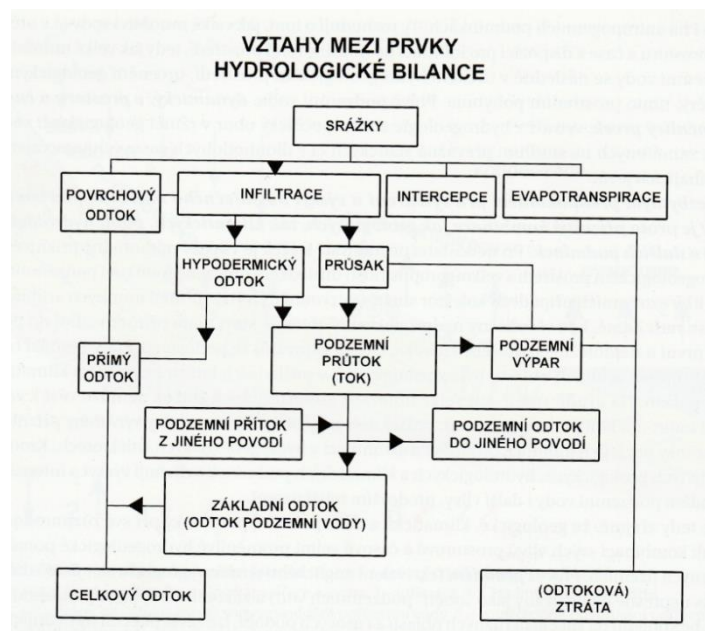 VZTAHY MEZI PRVKY
HYDROLOGICKÉ BILANCE
SRÁŽKY
POVRCHOVÝ
ODTOK
INFILTRACE
INTERCEPCE
EVAPOTRANSPIRACE
HYPODERMICKÝ
ODTOK
PRŮSAK
PŘÍMÝ
ODTOK
PODZEMNÍ
PRŮTOK
(TOK)
PODZEMNÍ
VÝPAR
PODZEMNÍ PŘÍTOK
Z JINÉHO POVODÍ
PODZEMNÍ ODTOK
DO JINÉHO POVODÍ
ZÁKLADNÍ ODTOK
(ODTOK PODZEMNÍ VODY)
CELKOVÝ ODTOK
(ODTOKOVÁ)
ZTRÁTA